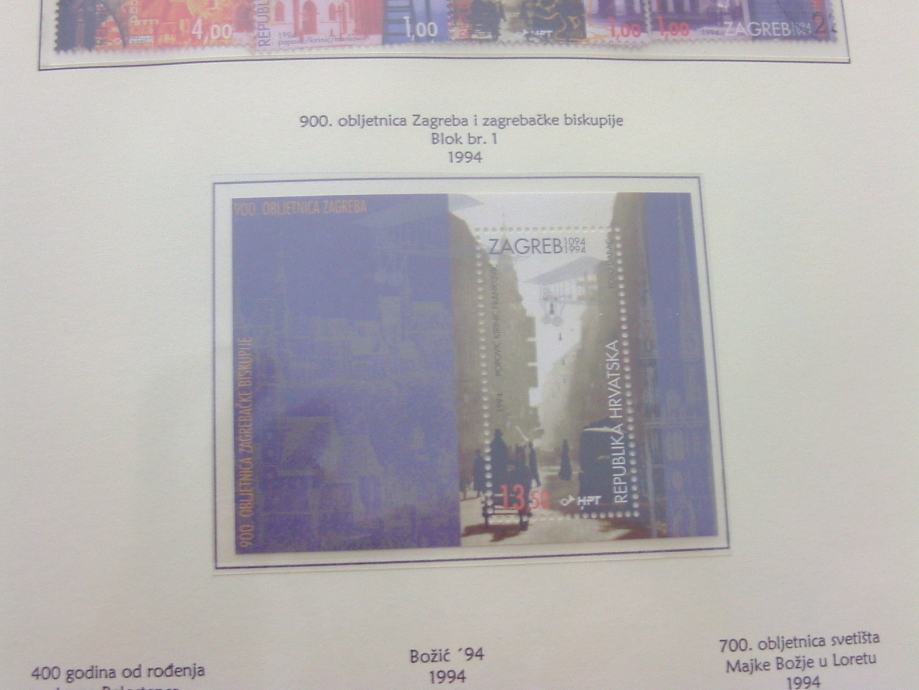 4,00
1,00
HPT
1,00
1,00
1994
ZAGREB 1094
900. obljetnica Zagreba i zagrebačke biskupije
Blok br. 1
1994
900. OBLJETNICA ZAGREBA
900. OBLJETNICA ZAGREBAČKE BISKUPIJE
ZAGREB 1094 1994
REPUBLIKA HRVATSKA
13,50
HPT
400 godina od rođenja
Božić ´94
1994
700. obljetnica svetišta
Majke Božje u Loretu
1994